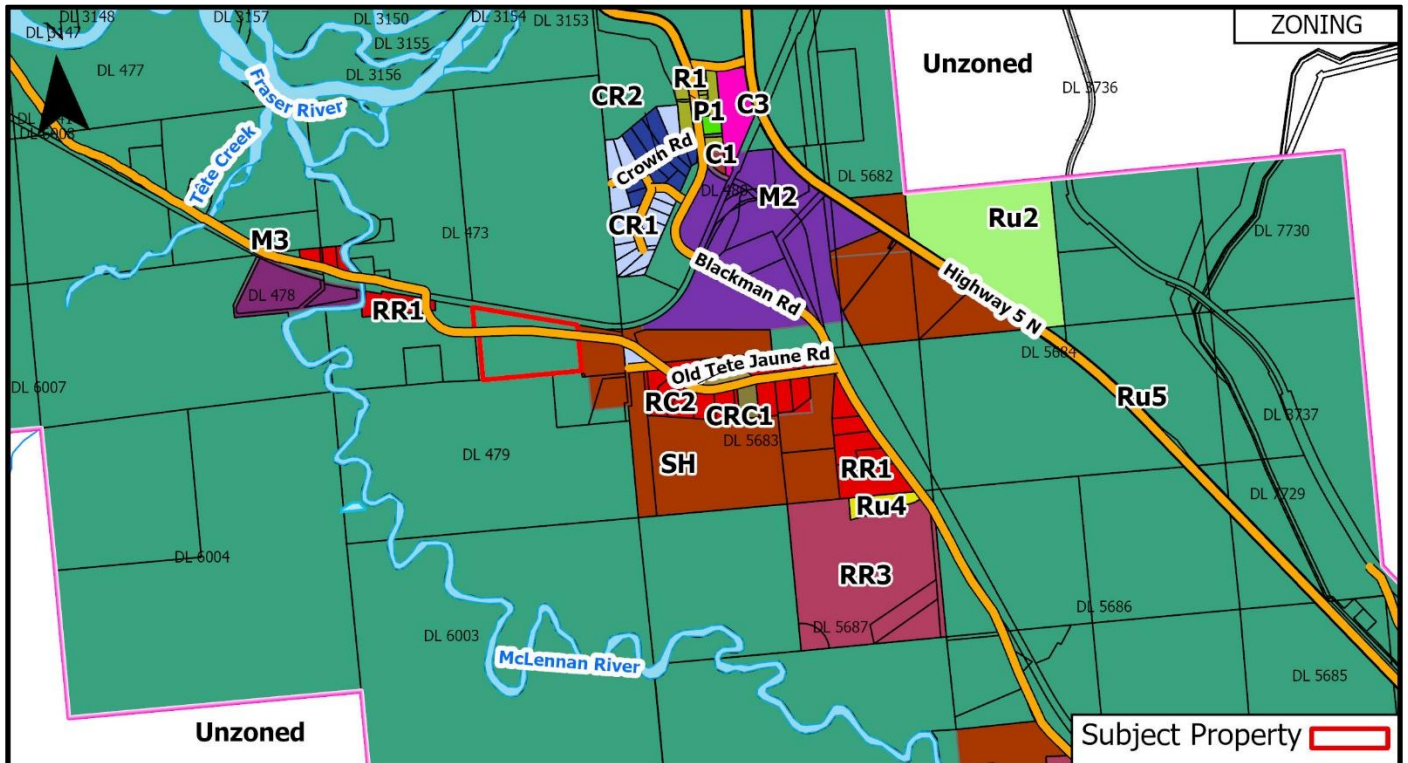 DL 3148
DL 3157
DL 3150
DL 3154
DL 3153
ZONING
DL 3147
DL 3155
DL 477
DL 3156
Unzoned
DL 3736
Fraser River
CR2
R1
P1
C3
Tête Creek
Crown Rd
C1
DL 5682
M2
Ru2
DL 7730
CR1
DL 473
M3
Blackman Rd
Highway 5 N
DL 478
RR1
DL 5684
DL 6007
Old Tete Jaune Rd
Ru5
DL 3737
RC2
CRC1
DL 5683
DL 479
SH
RR1
DL 7729
Ru4
DL 6004
RR3
DL 5686
DL 6003
DL 5687
McLennan River
DL 5685
Unzoned
Subject Property